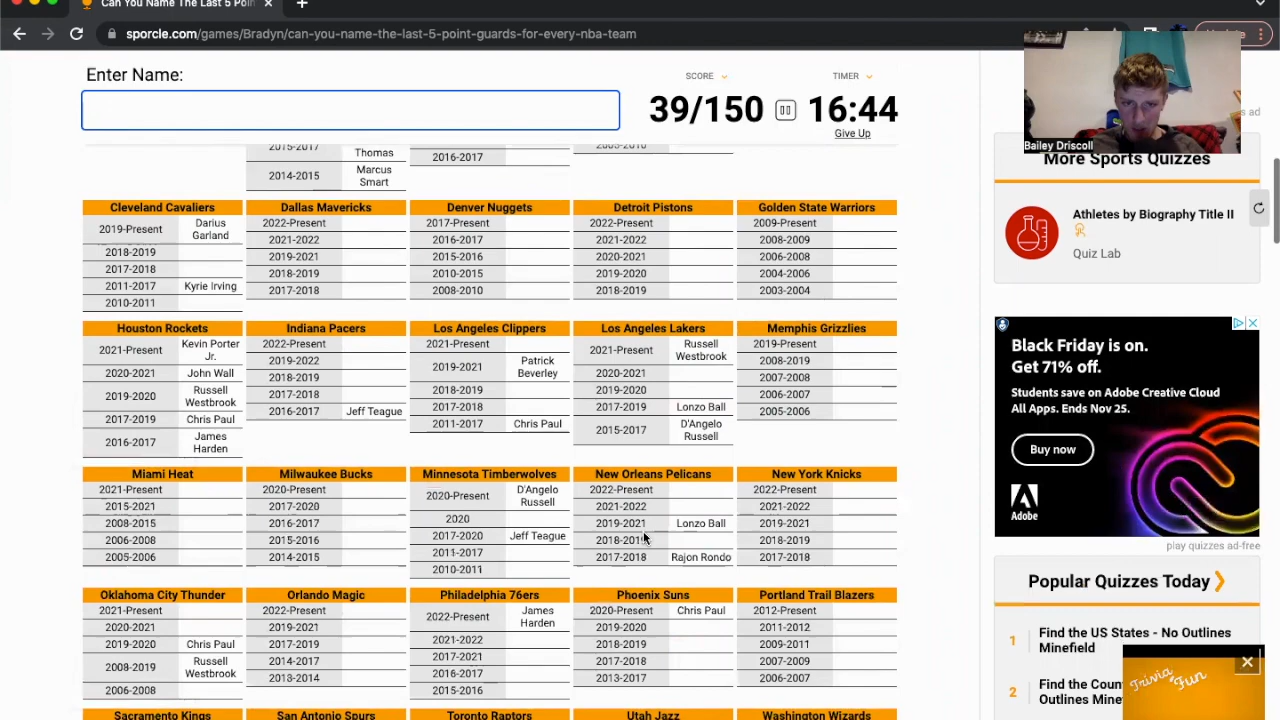 Can You Name The Last 5 Poin
sporcle.com/games/Bradyn/can-you-name-the-last-5-point-guards-for-every-nba-team
Enter Name:
SCORE
TIMER
39/150
16:44
Give Up
Bailey Driscoll
s ad
More Sports Quizzes
Athletes by Biography Title II
Quiz Lab
2015-2017 Thomas
2014-2015 Marcus Smart
2016-2017
Cleveland Cavaliers
2019-Present Darius Garland
2018-2019
2017-2018
2011-2017 Kyrie Irving
2010-2011
Dallas Mavericks
2022-Present
2021-2022
2019-2021
2018-2019
2017-2018
Denver Nuggets
2017-Present
2016-2017
2015-2016
2010-2015
2008-2010
Detroit Pistons
2022-Present
2021-2022
2020-2021
2019-2020
2018-2019
Golden State Warriors
2009-Present
2008-2009
2006-2008
2004-2006
2003-2004
Houston Rockets
2021-Present Kevin Porter Jr.
2020-2021 John Wall
2019-2020 Russell Westbrook
2017-2019 Chris Paul
2016-2017 James Harden
Indiana Pacers
2022-Present
2019-2022
2018-2019
2017-2018
2016-2017 Jeff Teague
Los Angeles Clippers
2021-Present
2019-2021 Patrick Beverley
2018-2019
2017-2018
2011-2017 Chris Paul
Los Angeles Lakers
2021-Present Russell Westbrook
2020-2021
2019-2020
2017-2019 Lonzo Ball
2015-2017 D'Angelo Russell
Memphis Grizzlies
2019-Present
2008-2019
2007-2008
2006-2007
2005-2006
Miami Heat
2021-Present
2015-2021
2008-2015
2006-2008
2005-2006
Milwaukee Bucks
2020-Present
2017-2020
2016-2017
2015-2016
2014-2015
Minnesota Timberwolves
2020-Present D'Angelo Russell
2020
2017-2020 Jeff Teague
2011-2017
2010-2011
New Orleans Pelicans
2022-Present
2021-2022
2019-2021 Lonzo Ball
2018-2019
2017-2018 Rajon Rondo
New York Knicks
2022-Present
2021-2022
2019-2021
2018-2019
2017-2018
Oklahoma City Thunder
2021-Present
2020-2021
2019-2020 Chris Paul
2008-2019 Russell Westbrook
2006-2008
Orlando Magic
2022-Present
2019-2021
2017-2019
2014-2017
2013-2014
Philadelphia 76ers
2022-Present James Harden
2021-2022
2017-2021
2016-2017
2015-2016
Phoenix Suns
2020-Present Chris Paul
2019-2020
2018-2019
2017-2018
2013-2017
Portland Trail Blazers
2012-Present
2011-2012
2009-2011
2007-2009
2006-2007
Sacramento Kings
San Antonio Spurs
Toronto Raptors
Utah Jazz
Washington Wizards
Black Friday is on.
Get 71% off.
Students save on Adobe Creative Cloud
All Apps. Ends Nov 25.
Buy now
Adobe
play quizzes ad-free
Popular Quizzes Today
1 Find the US States - No Outlines
Minefield
2 Find the Coun
Outlines Mine
Trivia
Fun